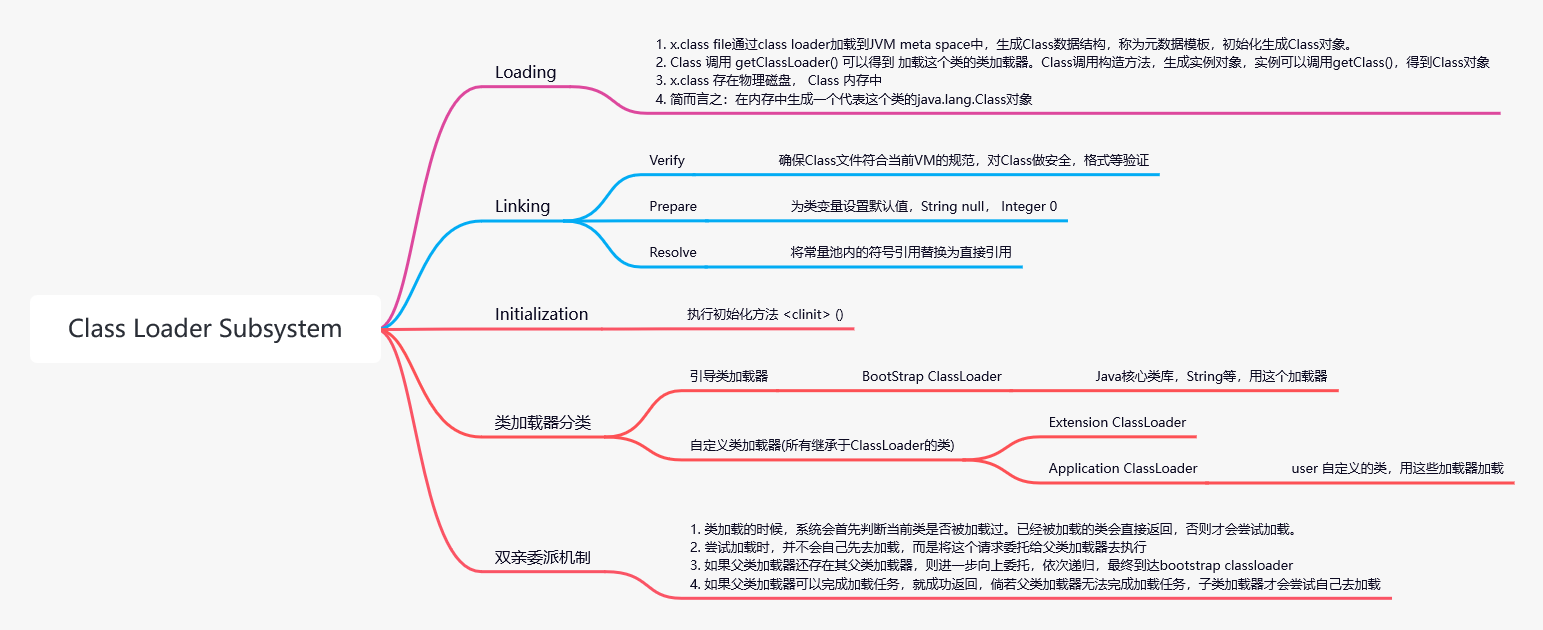 Class Loader Subsystem
Loading
1. x.class file通过class loader加载到JVM meta space中，生成Class数据结构，称为元数据模板，初始化生成Class对象。
2. Class 调用 getClassLoader() 可以得到 加载这个类的类加载器。Class调用构造方法，生成实例对象，实例可以调用getClass()，得到Class对象
3. x.class 存在物理磁盘， Class 内存中
4. 简而言之：在内存中生成一个代表这个类的java.lang.Class对象
Linking
Verify
确保Class文件符合当前VM的规范，对Class做安全，格式等验证
Prepare
为类变量设置默认值，String null， Integer 0
Resolve
将常量池内的符号引用替换为直接引用
Initialization
执行初始化方法 <clinit> ()
类加载器分类
引导类加载器
BootStrap ClassLoader
Java核心类库，String等，用这个加载器
自定义类加载器(所有继承于ClassLoader的类)
Extension ClassLoader
Application ClassLoader
user 自定义的类，用这些加载器加载
双亲委派机制
1. 类加载的时候，系统会首先判断当前类是否被加载过。已经被加载的类会直接返回，否则才会尝试加载。
2. 尝试加载时，并不会自己先去加载，而是将这个请求委托给父类加载器去执行
3. 如果父类加载器还存在其父类加载器，则进一步向上委托，依次递归，最终到达bootstrap classloader
4. 如果父类加载器可以完成加载任务，就成功返回，倘若父类加载器无法完成加载任务，子类加载器才会尝试自己去加载